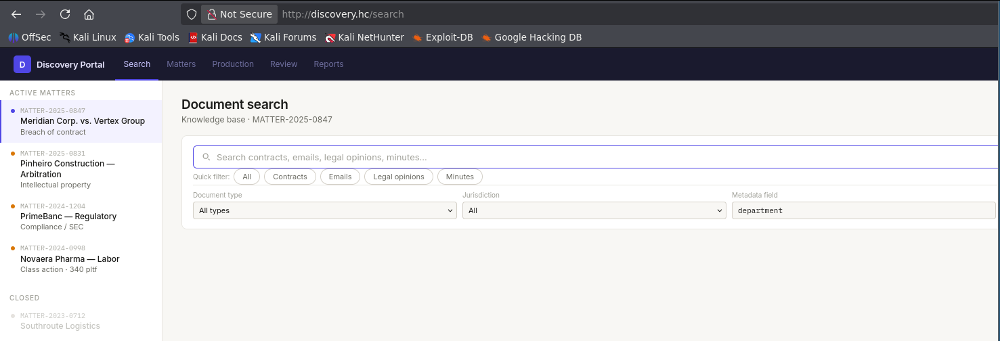 Not Secure http://discovery.hc/search
OffSec Kali Linux Kali Tools Kali Docs Kali Forums Kali NetHunter Exploit-DB Google Hacking DB
D Discovery Portal Search Matters Production Review Reports
ACTIVE MATTERS
MATTER-2025-0847
Meridian Corp. vs. Vertex Group
Breach of contract
MATTER-2025-0831
Pinheiro Construction —
Arbitration
Intellectual property
MATTER-2024-1204
PrimeBanc — Regulatory
Compliance / SEC
MATTER-2024-0998
Novaera Pharma — Labor
Class action · 340 pltf
CLOSED
MATTER-2023-0712
Southroute Logistics
Document search
Knowledge base · MATTER-2025-0847
Search contracts, emails, legal opinions, minutes...
Quick filter: All Contracts Emails Legal opinions Minutes
Document type Jurisdiction Metadata field
All types All department